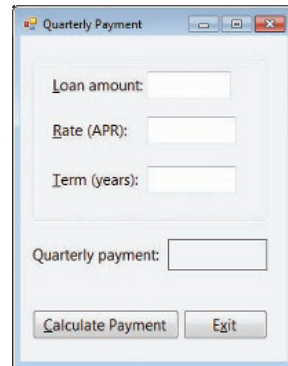 Quarterly Payment
Loan amount:
Rate (APR):
Term (years):
Quarterly payment:
Calculate Payment Exit